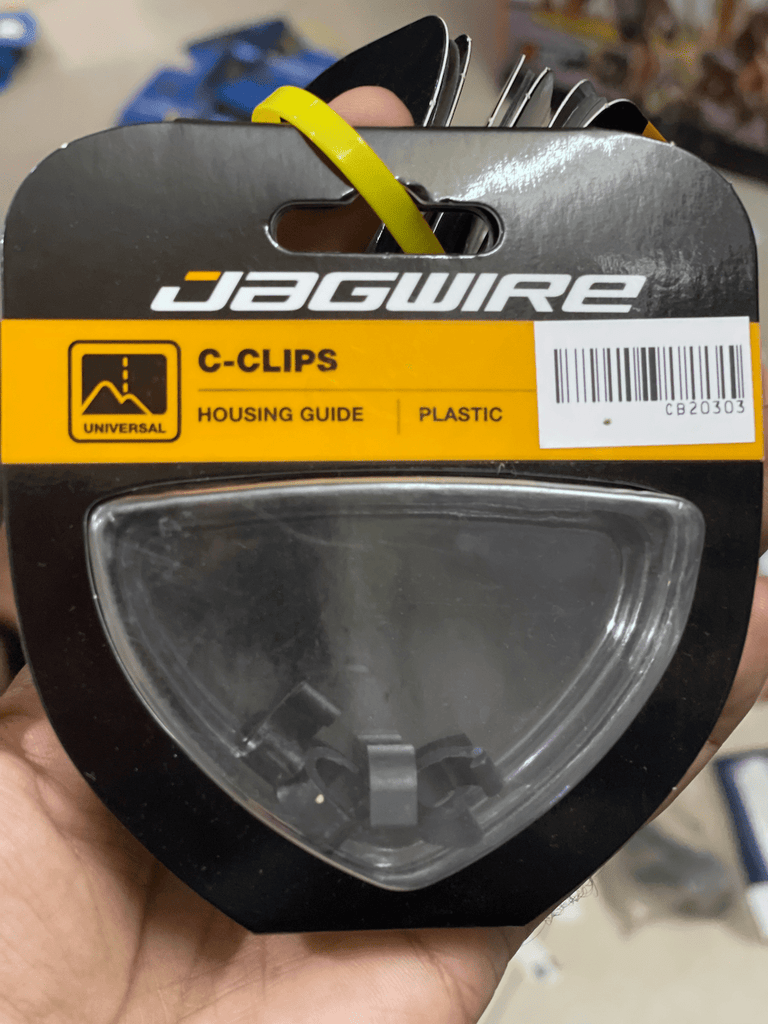 JAGWIRE
C-CLIPS
HOUSING GUIDE PLASTIC
UNIVERSAL
CB20303